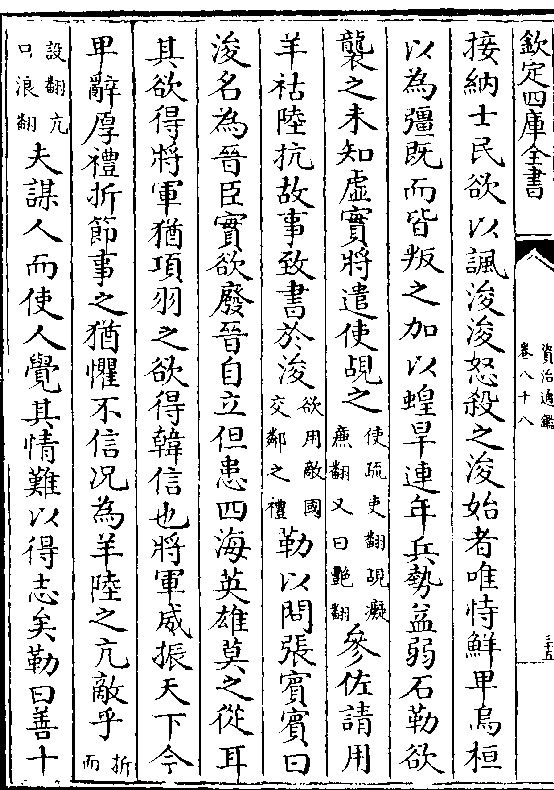 欽定四庫全書
資治通鑑
卷八十八
三五
接納士民欲以諷浚浚怒殺之浚始者唯恃鮮甲烏桓
以為彊既而皆叛之加以蝗旱連年兵勢益弱石勒欲
襲之未知虛實將遣使覘之使疏吏翻覘癡亷翻又曰艷翻參佐請用
羊祜陸抗故事致書於浚欲用敵國交鄰之禮勒以問張賓賓曰
浚名為晉臣實欲廢晉自立但患四海英雄莫之從耳
其欲得將軍猶項羽之欲得韓信也將軍威振天下今
卑辭厚禮折節事之猶懼不信况為羊陸之亢敵乎折而
設翻亢口浪翻夫謀人而使人覺其情難以得志矣勒曰善十